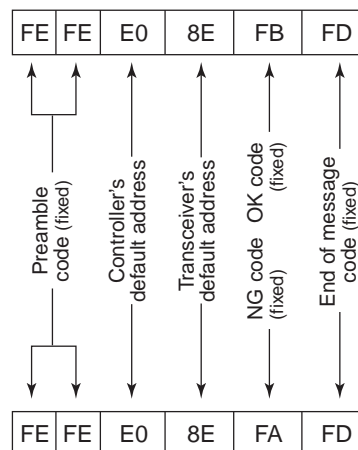 FE FE E0 8E FB FD
Preamble
code (fixed)
Controller's
default address
Transceiver's
default address
OK code
(fixed)
NG code
(fixed)
End of message
code (fixed)
FE FE E0 8E FA FD